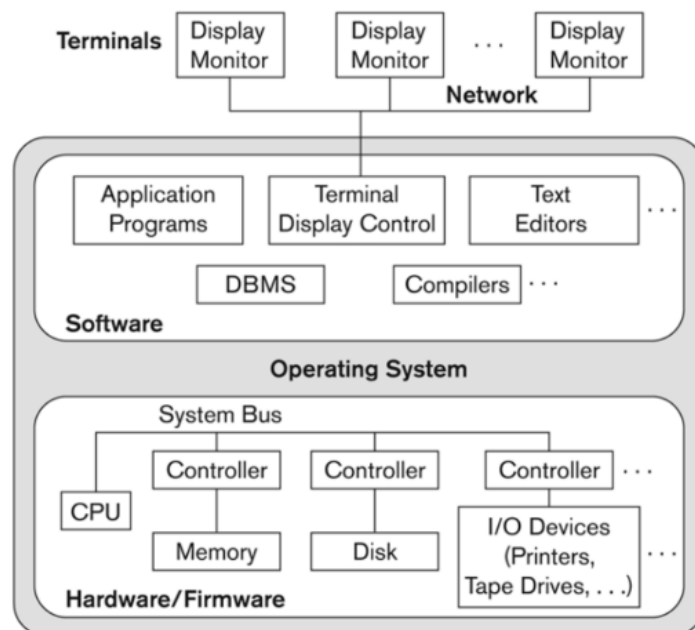 Terminals
Display
Monitor
Display
Monitor
. . .
Display
Monitor
Network
Application
Programs
Terminal
Display Control
Text
Editors
. . .
DBMS
Compilers
. . .
Software
Operating System
System Bus
Controller
Controller
Controller
. . .
CPU
Memory
Disk
I/O Devices
(Printers,
Tape Drives, . . .)
. . .
Hardware/Firmware